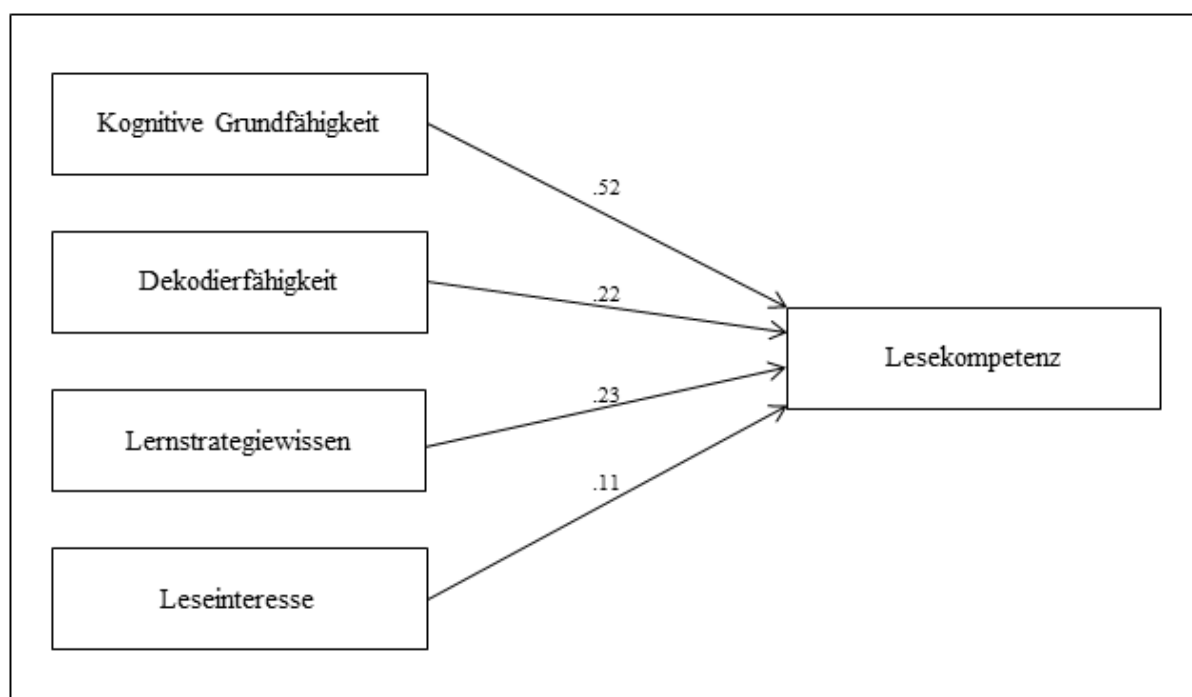 Kognitive Grundfähigkeit
.52
Dekodierfähigkeit
.22
Lesekompetenz
.23
Lernstrategiewissen
.11
Leseinteresse